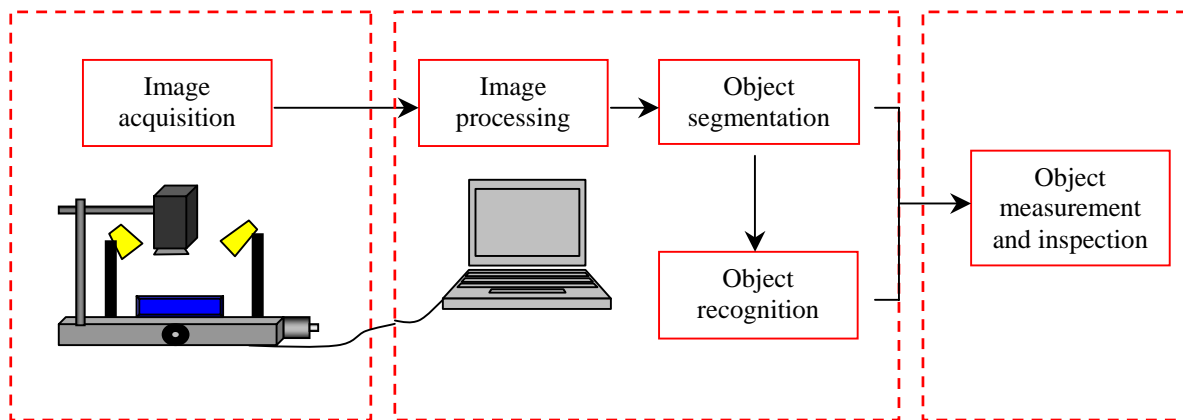 Image
acquisition
Image
processing
Object
segmentation
Object
recognition
Object
measurement
and inspection